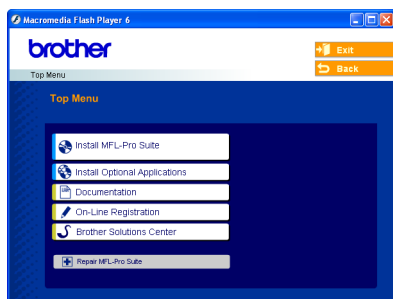 Macromedia Flash Player 6
brother
Exit
Back
Top Menu
Top Menu
Install MFL-Pro Suite
Install Optional Applications
Documentation
On-Line Registration
Brother Solutions Center
Repair MFL-Pro Suite